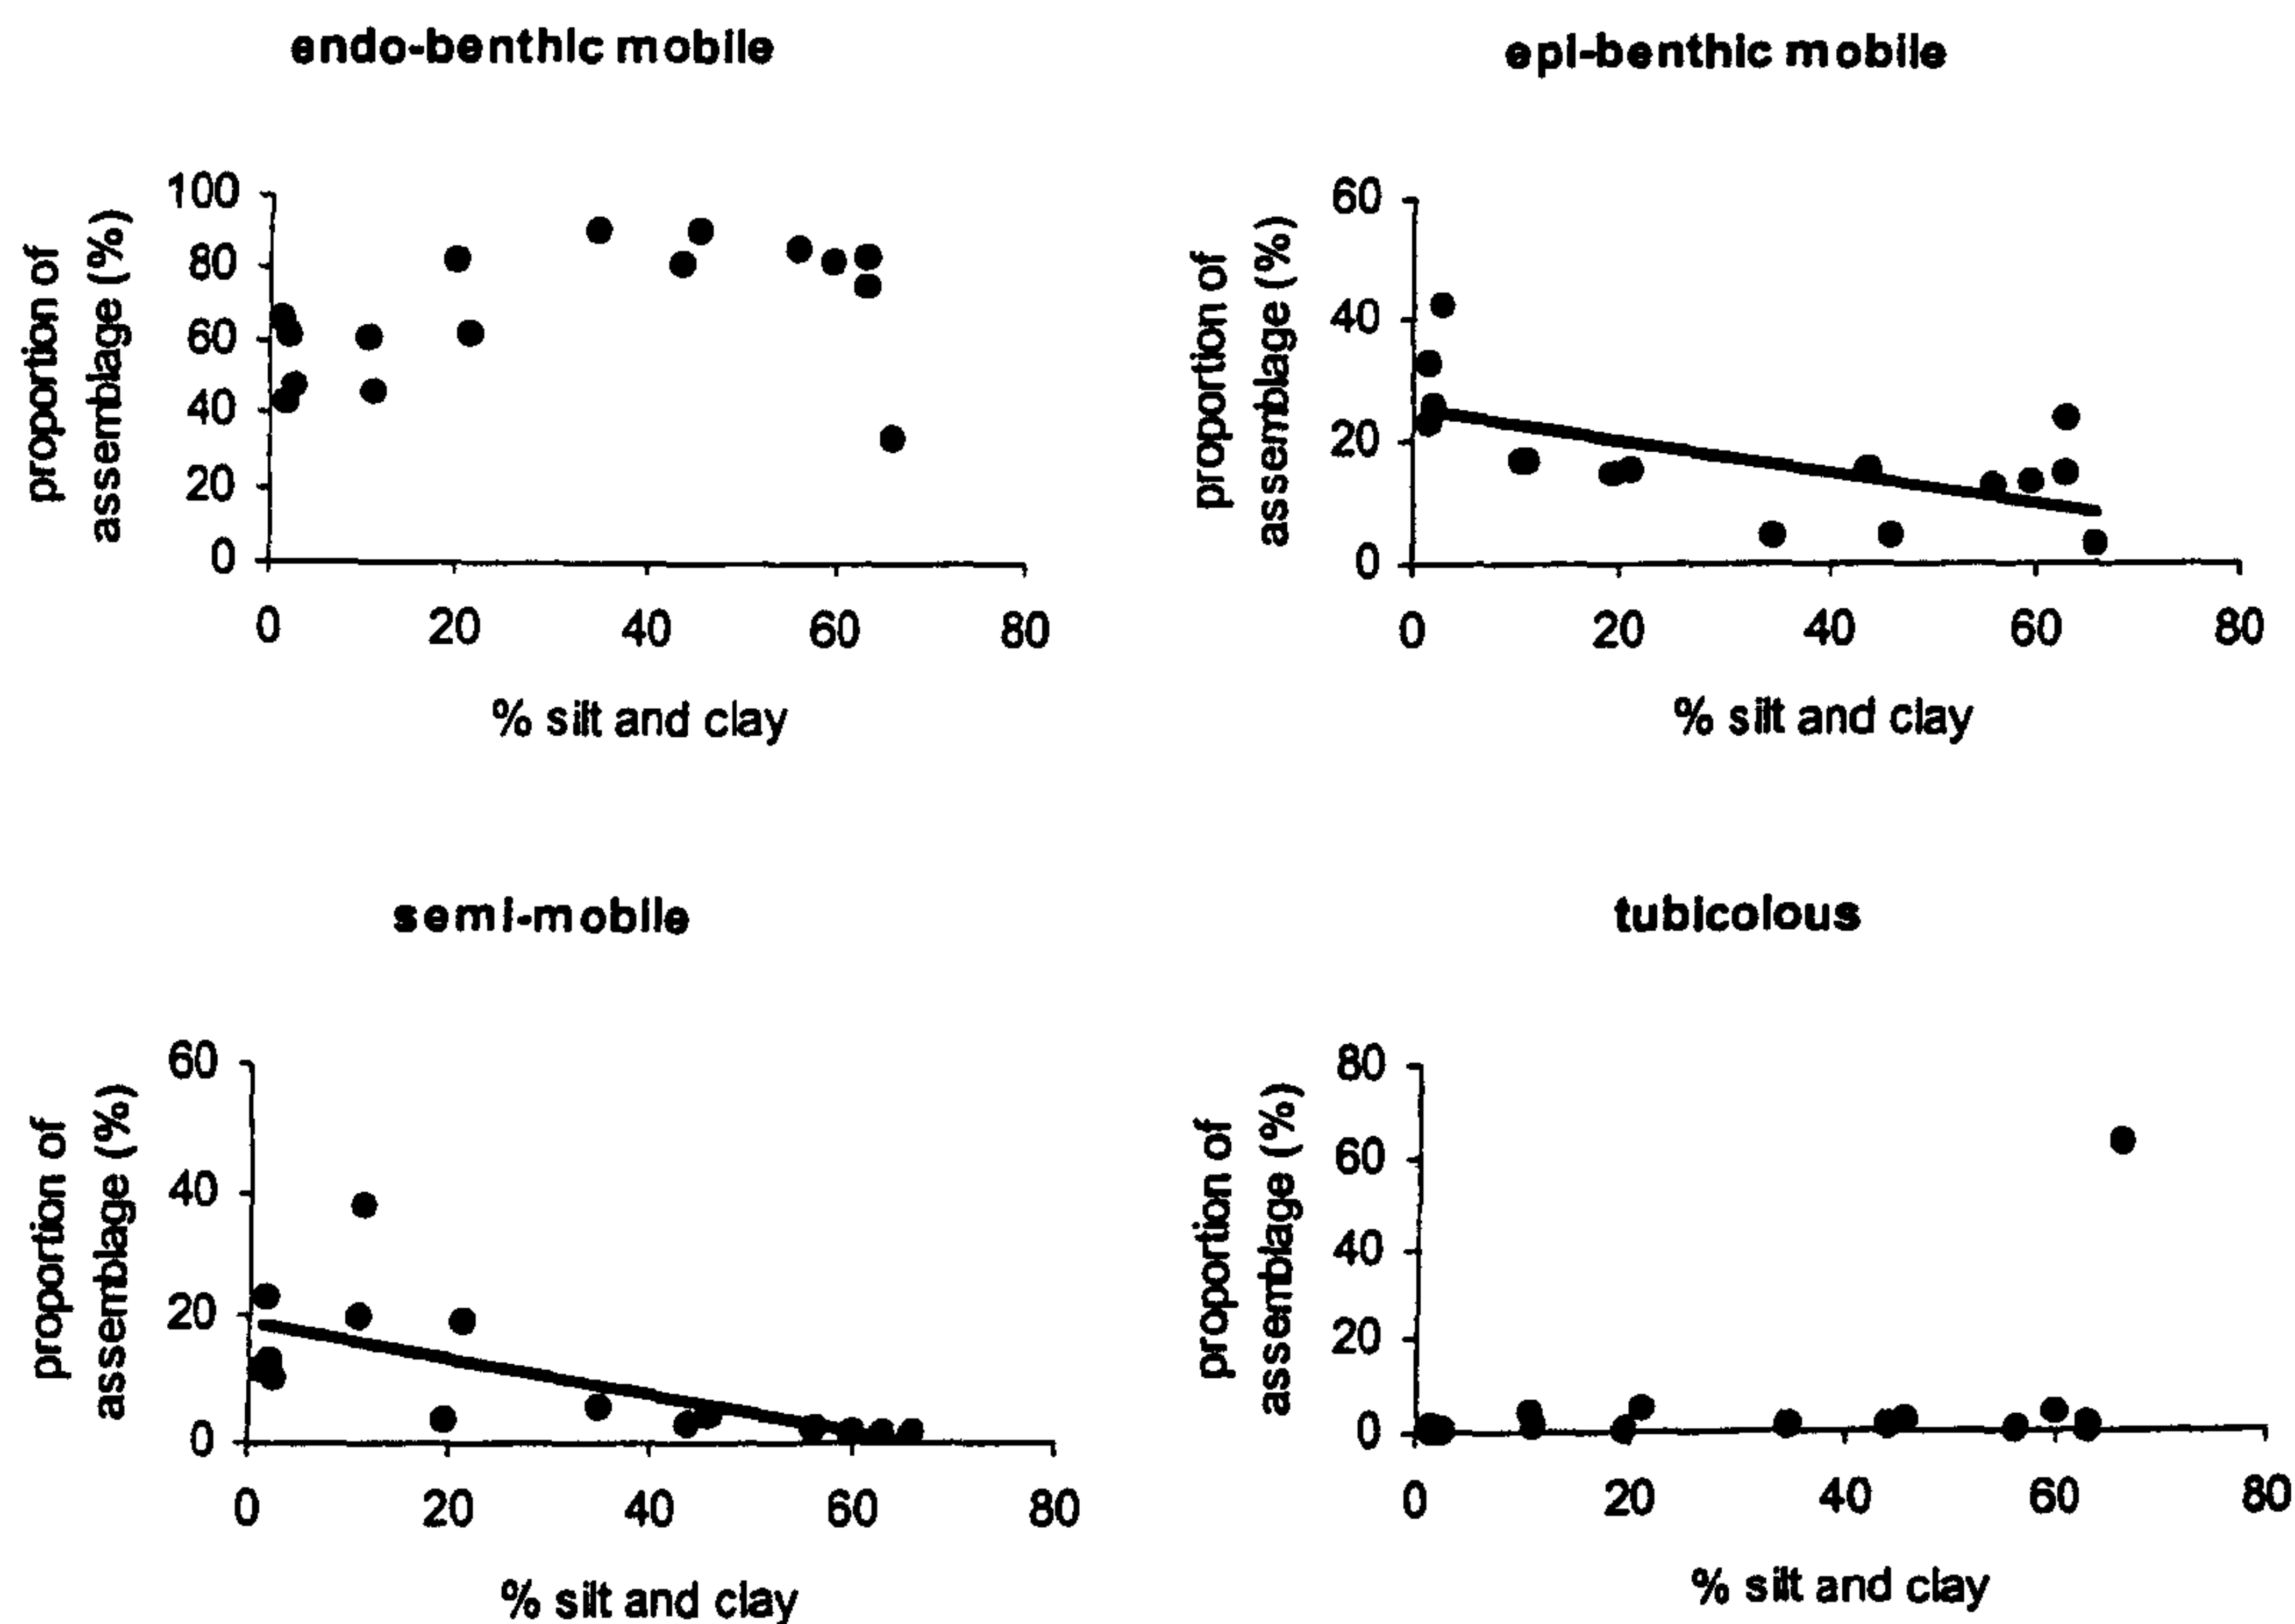 endo-benthic mobile
proportion of
assemblage (%)
100
80
60
40
20
0
0 20 40 60 80
% silt and clay
epi-benthic mobile
proportion of
assemblage (%)
60
40
20
0
0 20 40 60 80
% silt and clay
semi-mobile
proportion of
assemblage (%)
60
40
20
0
0 20 40 60 80
% silt and clay
tubicolous
proportion of
assemblage (%)
80
60
40
20
0
0 20 40 60 80
% silt and clay